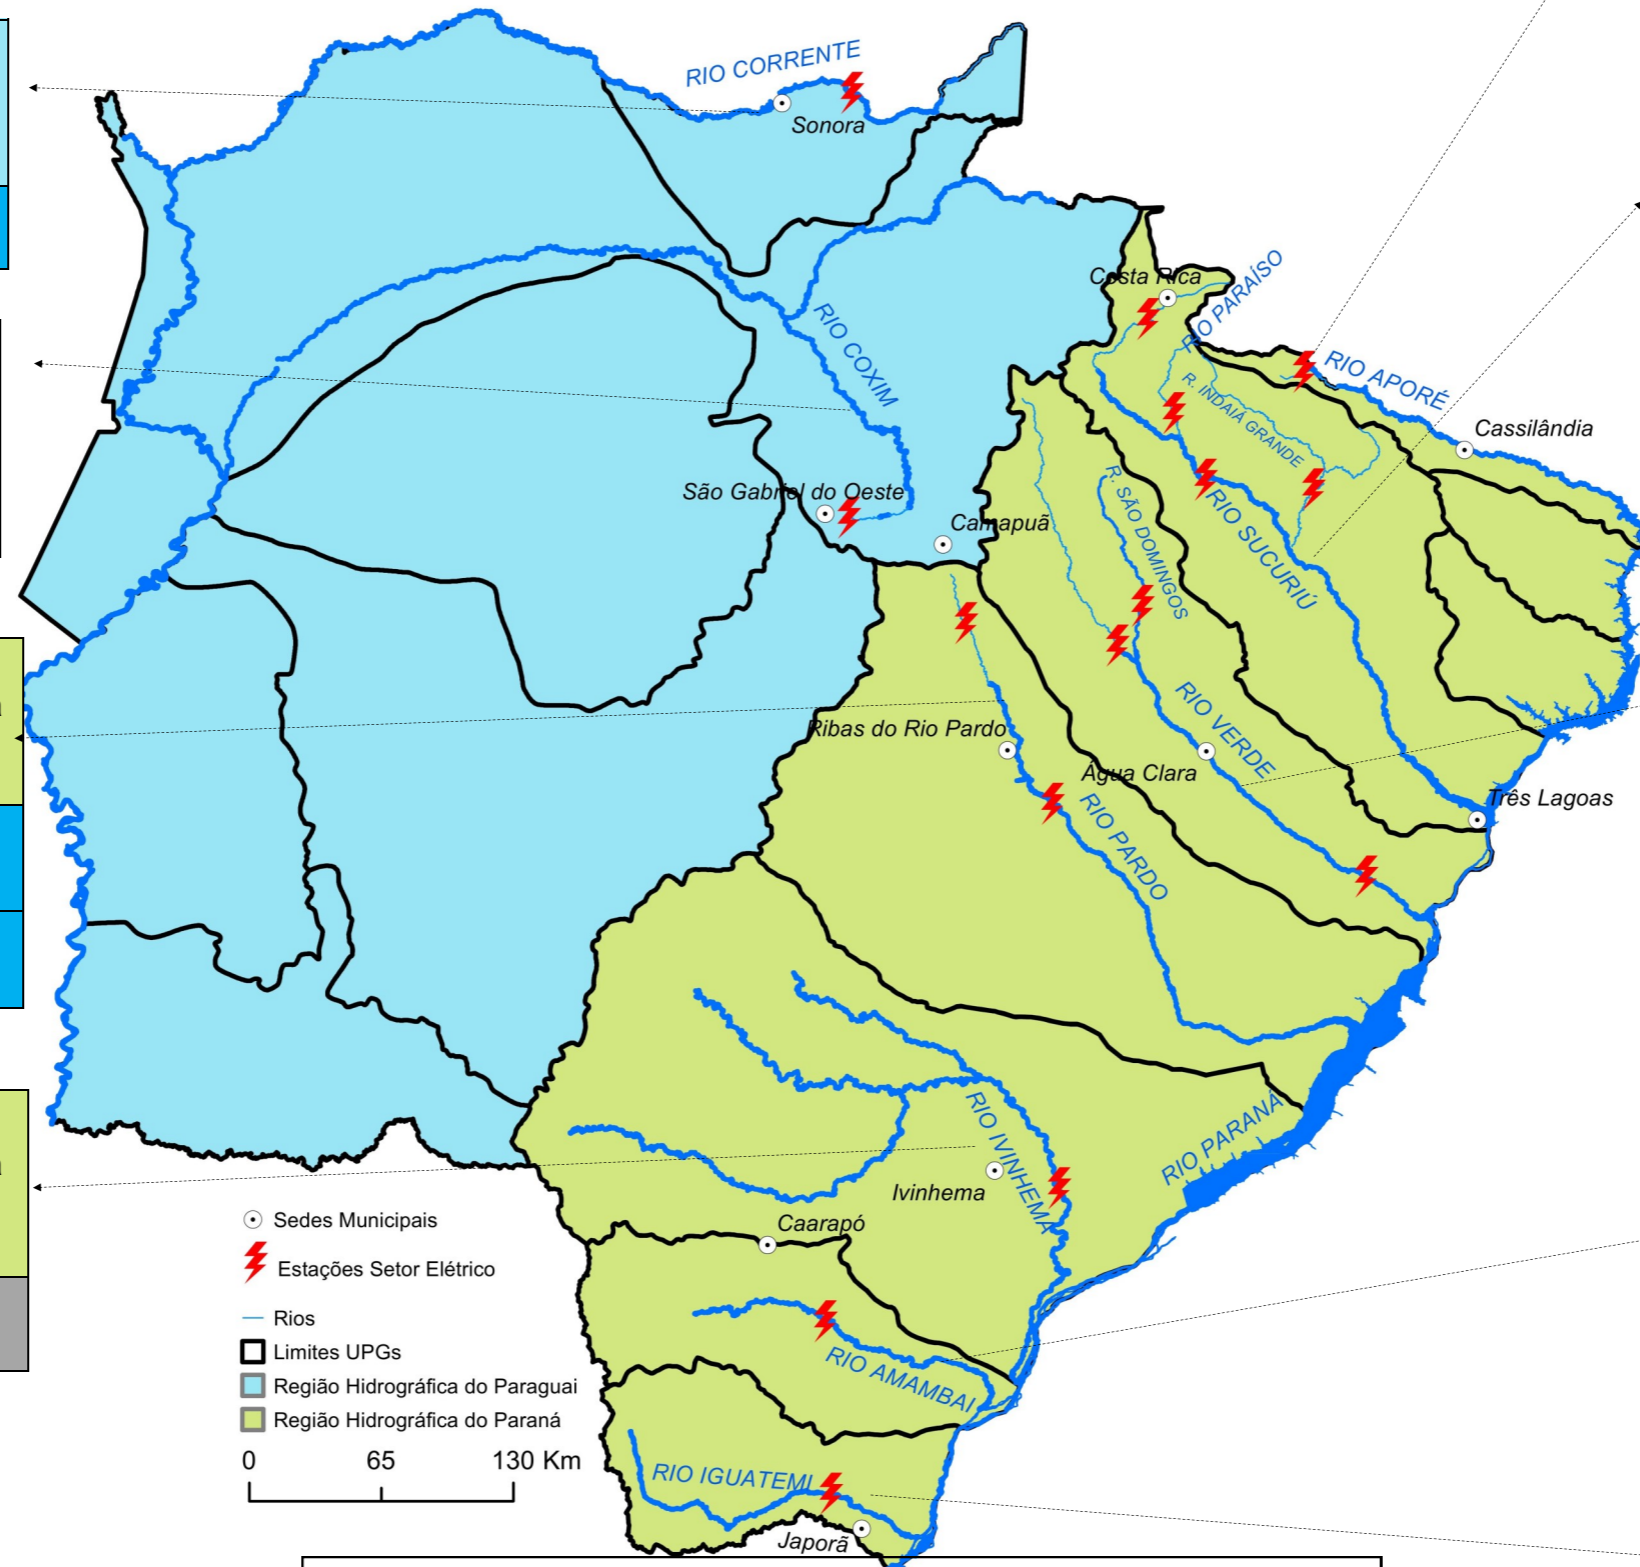 RIO CORRENTE
Sonora
Costa Rica
RIO PARAÍSO
RIO APORÉ
R. INDAIÁ GRANDE
Cassilândia
RIO COXIM
São Gabriel do Oeste
Camapuã
R. SÃO DOMINGOS
RIO SUCURIÚ
Ribas do Rio Pardo
RIO VERDE
Água Clara
RIO PARDO
Três Lagoas
RIO IVINHEMA
RIO PARANÁ
Ivinhema
Caarapó
Sedes Municipais
Estações Setor Elétrico
Rios
Limites UPGs
Região Hidrográfica do Paraguai
Região Hidrográfica do Paraná
0 65 130 Km
RIO AMAMBAI
RIO IGUATEMI
Japorã